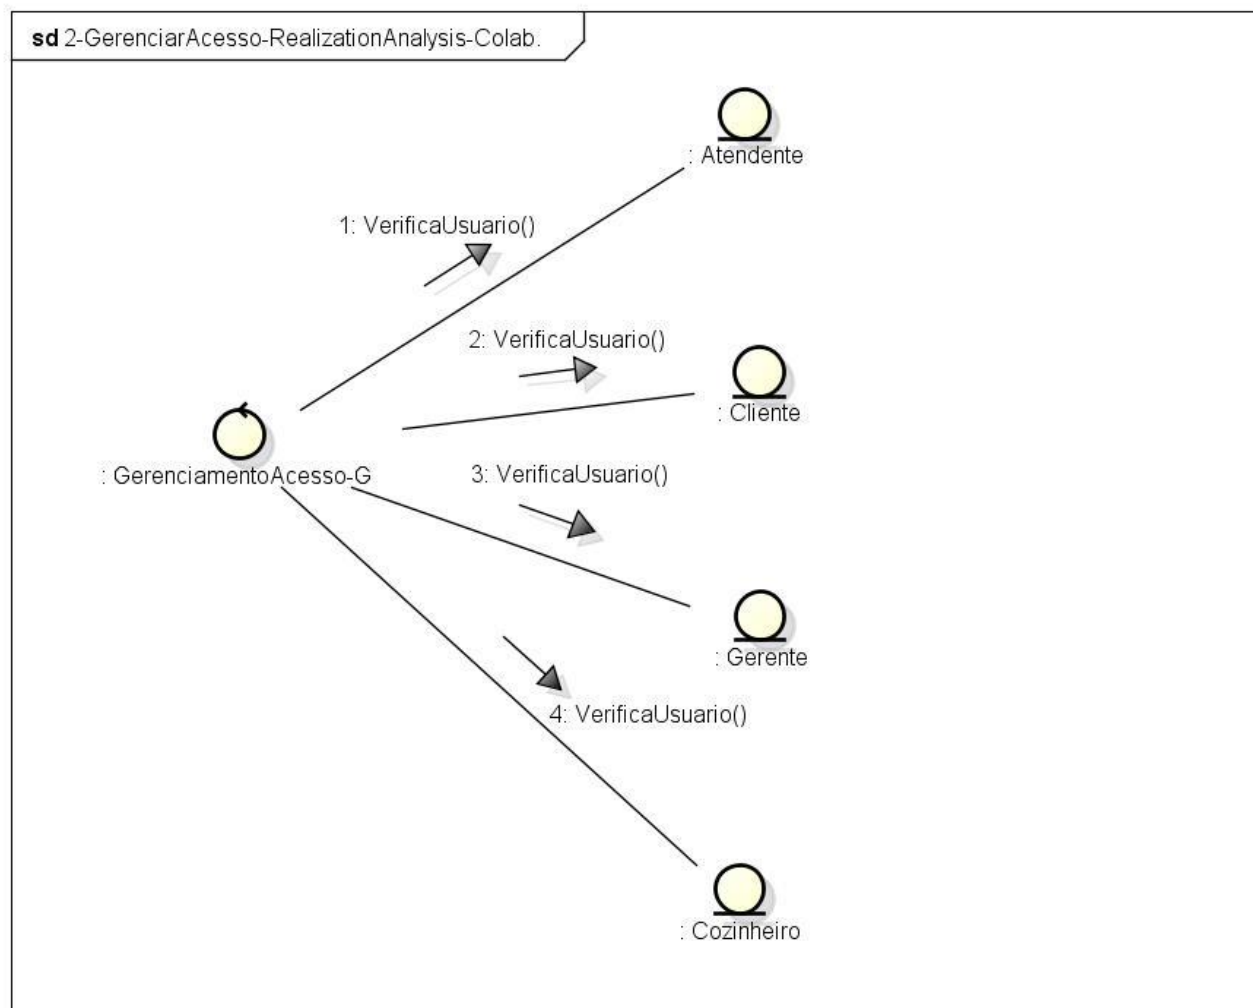 sd 2-GerenciarAcesso-RealizationAnalysis-Colab.
: Atendente
1: VerificaUsuario()
2: VerificaUsuario()
: Cliente
: GerenciamentoAcesso-G
3: VerificaUsuario()
: Gerente
4: VerificaUsuario()
: Cozinheiro